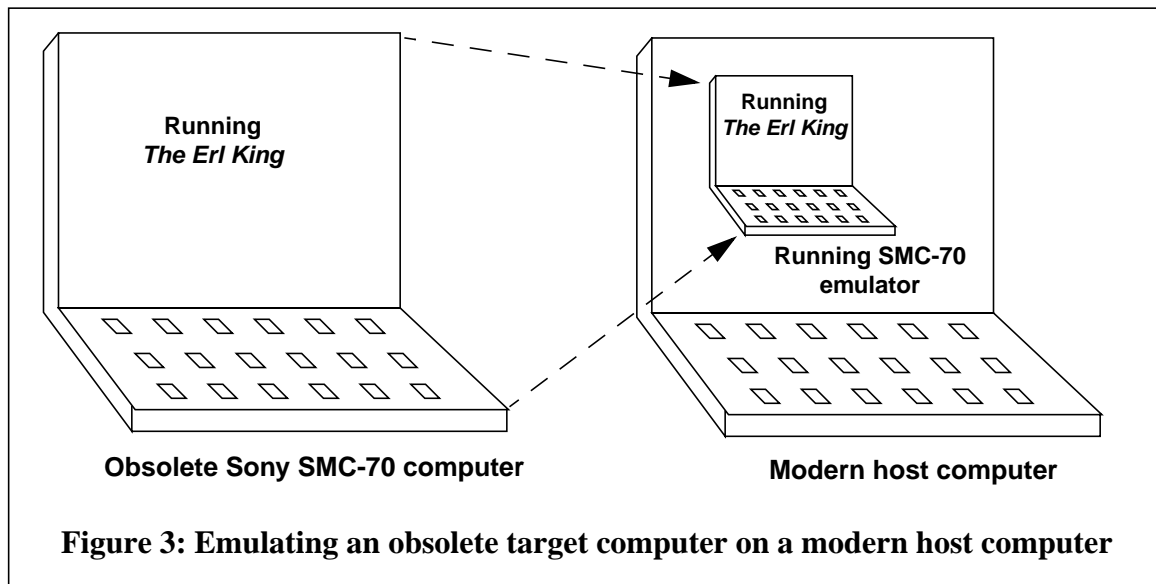 Running
The Erl King
Running
The Erl King
Running SMC-70
emulator
Obsolete Sony SMC-70 computer
Modern host computer
Figure 3: Emulating an obsolete target computer on a modern host computer